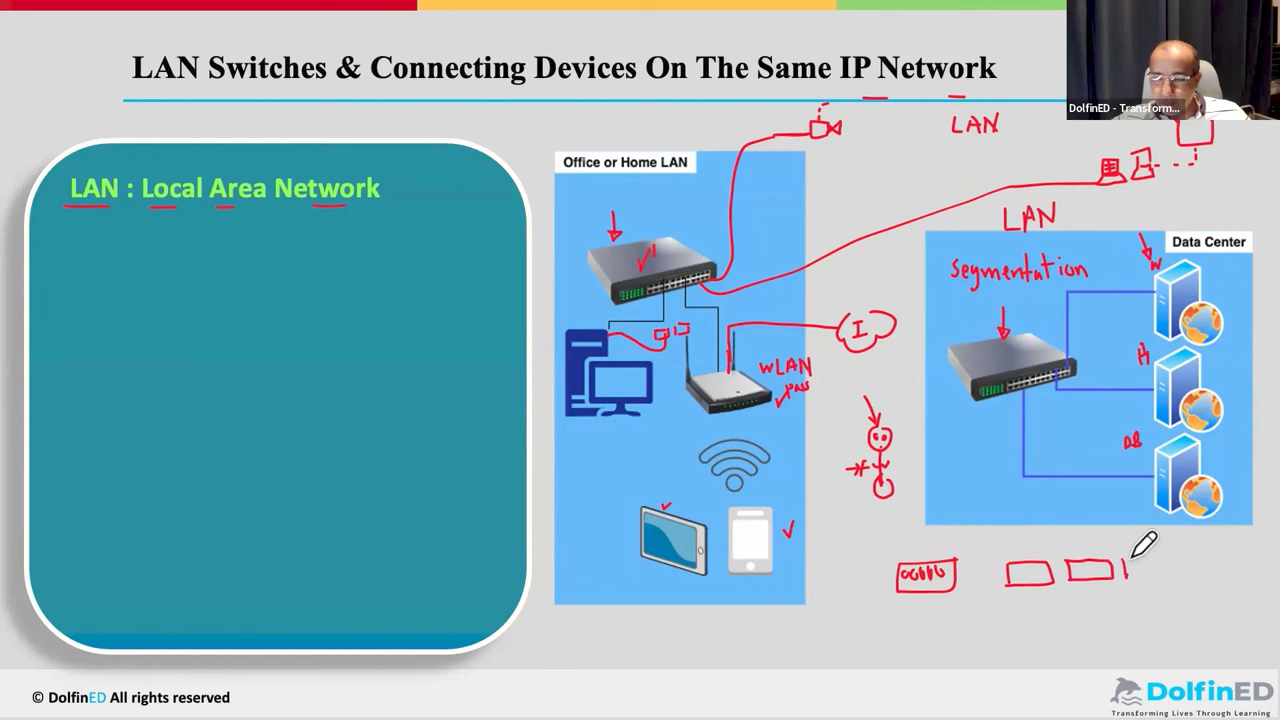 LAN Switches & Connecting Devices On The Same IP Network
DolfinED - Transform...
LAN : Local Area Network
LAN
Office or Home LAN
LAN
Data Center
Segmentation
W
I
WLAN
pass
DB
© DolfinED All rights reserved
DolfinED
Transforming Lives Through Learning